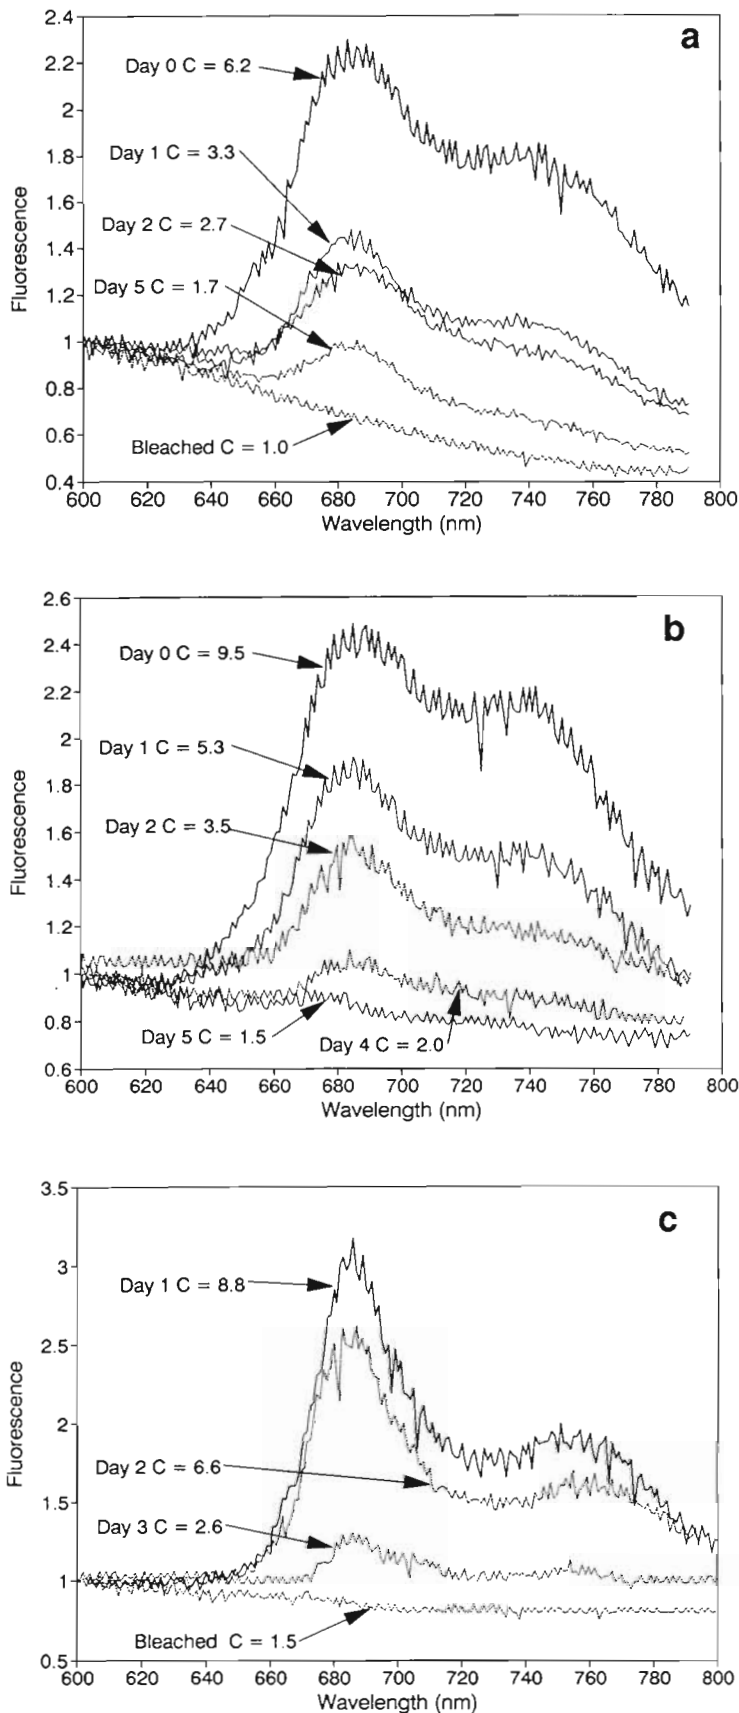 a
2.4
2.2
2
1.8
1.6
1.4
1.2
1
0.8
0.6
0.4
Fluorescence
Day 0 C = 6.2
Day 1 C = 3.3
Day 2 C = 2.7
Day 5 C = 1.7
Bleached C = 1.0
600 620 640 660 680 700 720 740 760 780 800
Wavelength (nm)
b
2.6
2.4
2.2
2
1.8
1.6
1.4
1.2
1
0.8
0.6
Fluorescence
Day 0 C = 9.5
Day 1 C = 5.3
Day 2 C = 3.5
Day 5 C = 1.5
Day 4 C = 2.0
600 620 640 660 680 700 720 740 760 780 800
Wavelength (nm)
c
3.5
3
2.5
2
1.5
1
0.5
Fluorescence
Day 1 C = 8.8
Day 2 C = 6.6
Day 3 C = 2.6
Bleached C = 1.5
600 620 640 660 680 700 720 740 760 780 800
Wavelength (nm)